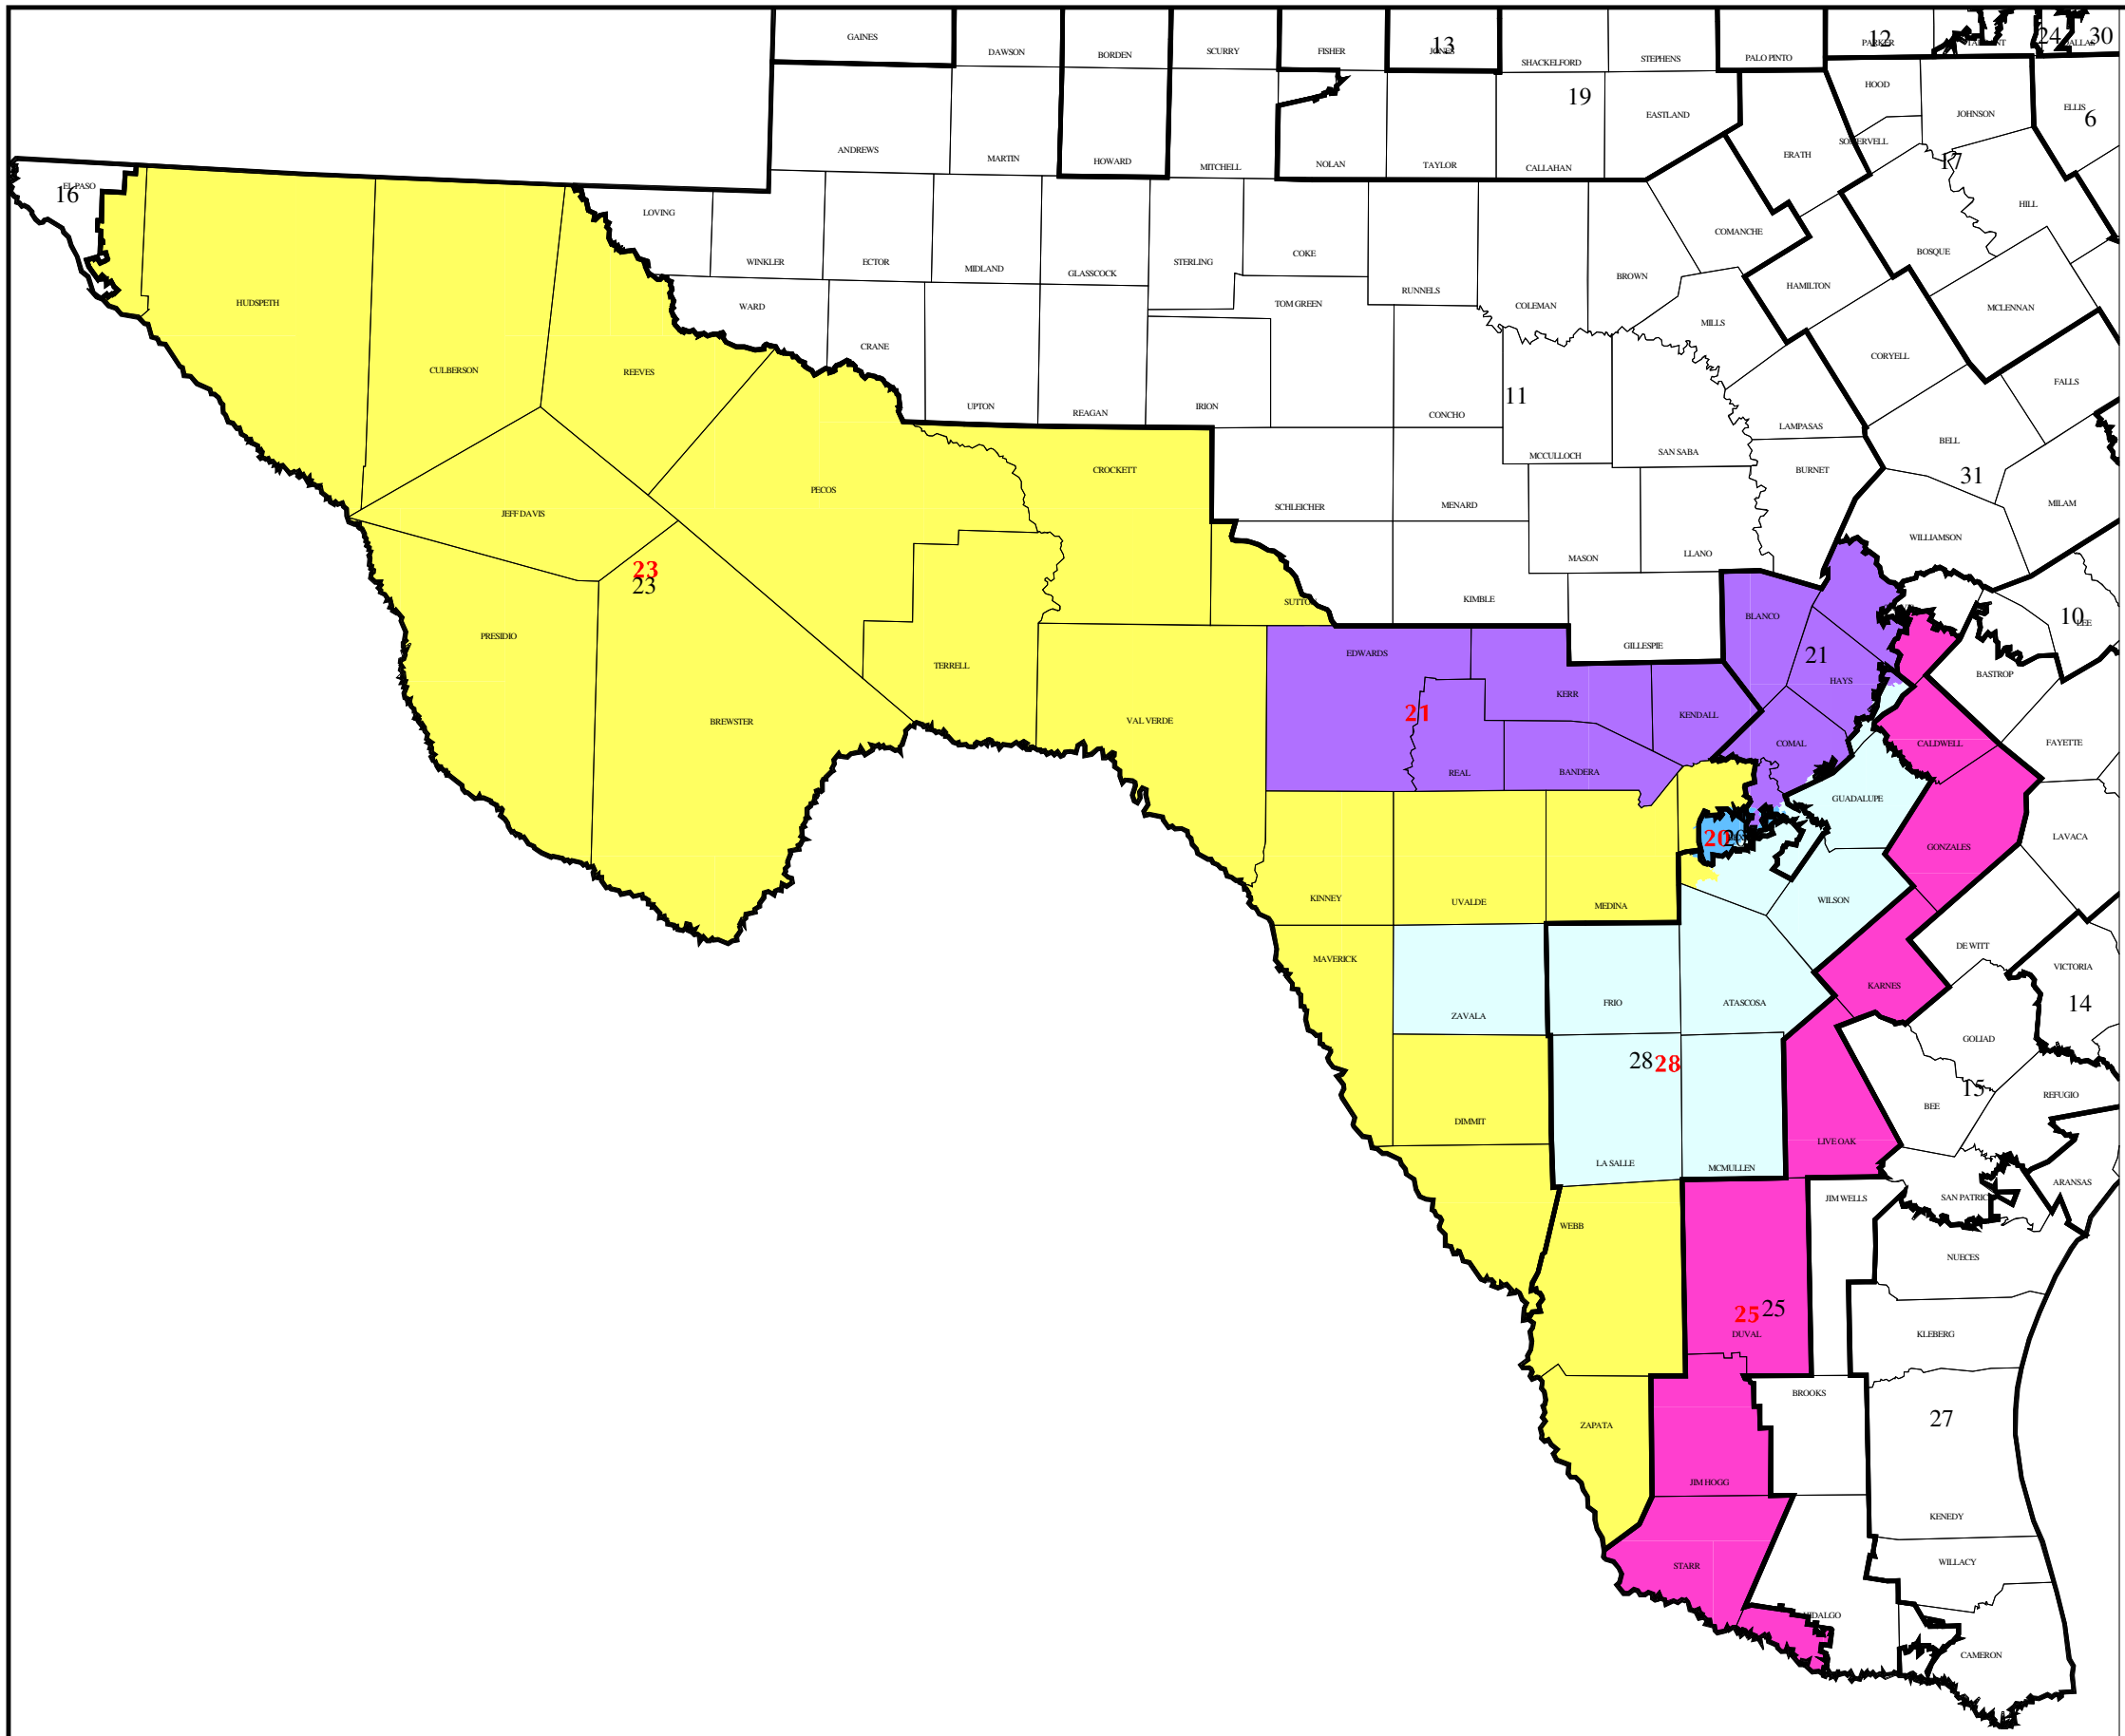 GAINES
DAWSON
BORDEN
SCURRY
FISHER
13
JONES
SHACKELFORD
STEPHENS
PALO PINTO
12
PARKER
24
DALLAS
30
ANDREWS
MARTIN
HOWARD
MITCHELL
NOLAN
TAYLOR
19
CALLAHAN
EASTLAND
ERATH
HOOD
SOMERVELL
JOHNSON
ELLIS
6
17
HILL
EL PASO
16
HUDSPETH
CULBERSON
REEVES
LOVING
WINKLER
ECTOR
MIDLAND
GLASSCOCK
STERLING
COKE
RUNNELS
COLEMAN
BROWN
COMANCHE
HAMILTON
BOSQUE
MCLENNAN
WARD
CRANE
UPTON
REAGAN
IRION
TOM GREEN
CONCHO
11
MCCULLOCH
SAN SABA
MILLS
LAMPASAS
CORYELL
FALLS
BELL
31
MILAM
BURNET
WILLIAMSON
JEFF DAVIS
PECOS
CROCKETT
SCHLEICHER
MENARD
MASON
LLANO
23
23
PRESIDIO
BREWSTER
TERRELL
VAL VERDE
SUTTON
KIMBLE
GILLESPIE
BLANCO
21
HAYS
10
LEE
BASTROP
EDWARDS
21
REAL
KERR
KENDALL
BANDERA
COMAL
CALDWELL
FAYETTE
GUADALUPE
20
20
GONZALES
LAVACA
KINNEY
UVALDE
MEDINA
WILSON
DE WITT
VICTORIA
14
MAVERICK
ZAVALA
FRIO
ATASCOSA
KARNES
GOLIAD
28
28
15
BEE
REFUGIO
DIMMIT
LA SALLE
MCMULLEN
LIVE OAK
ARANSAS
SAN PATRIC
JIM WELLS
WEBB
NUECES
25
25
DUVAL
KLEBERG
ZAPATA
BROOKS
27
JIM HOGG
KENEDY
STARR
WILLACY
HIDALGO
CAMERON